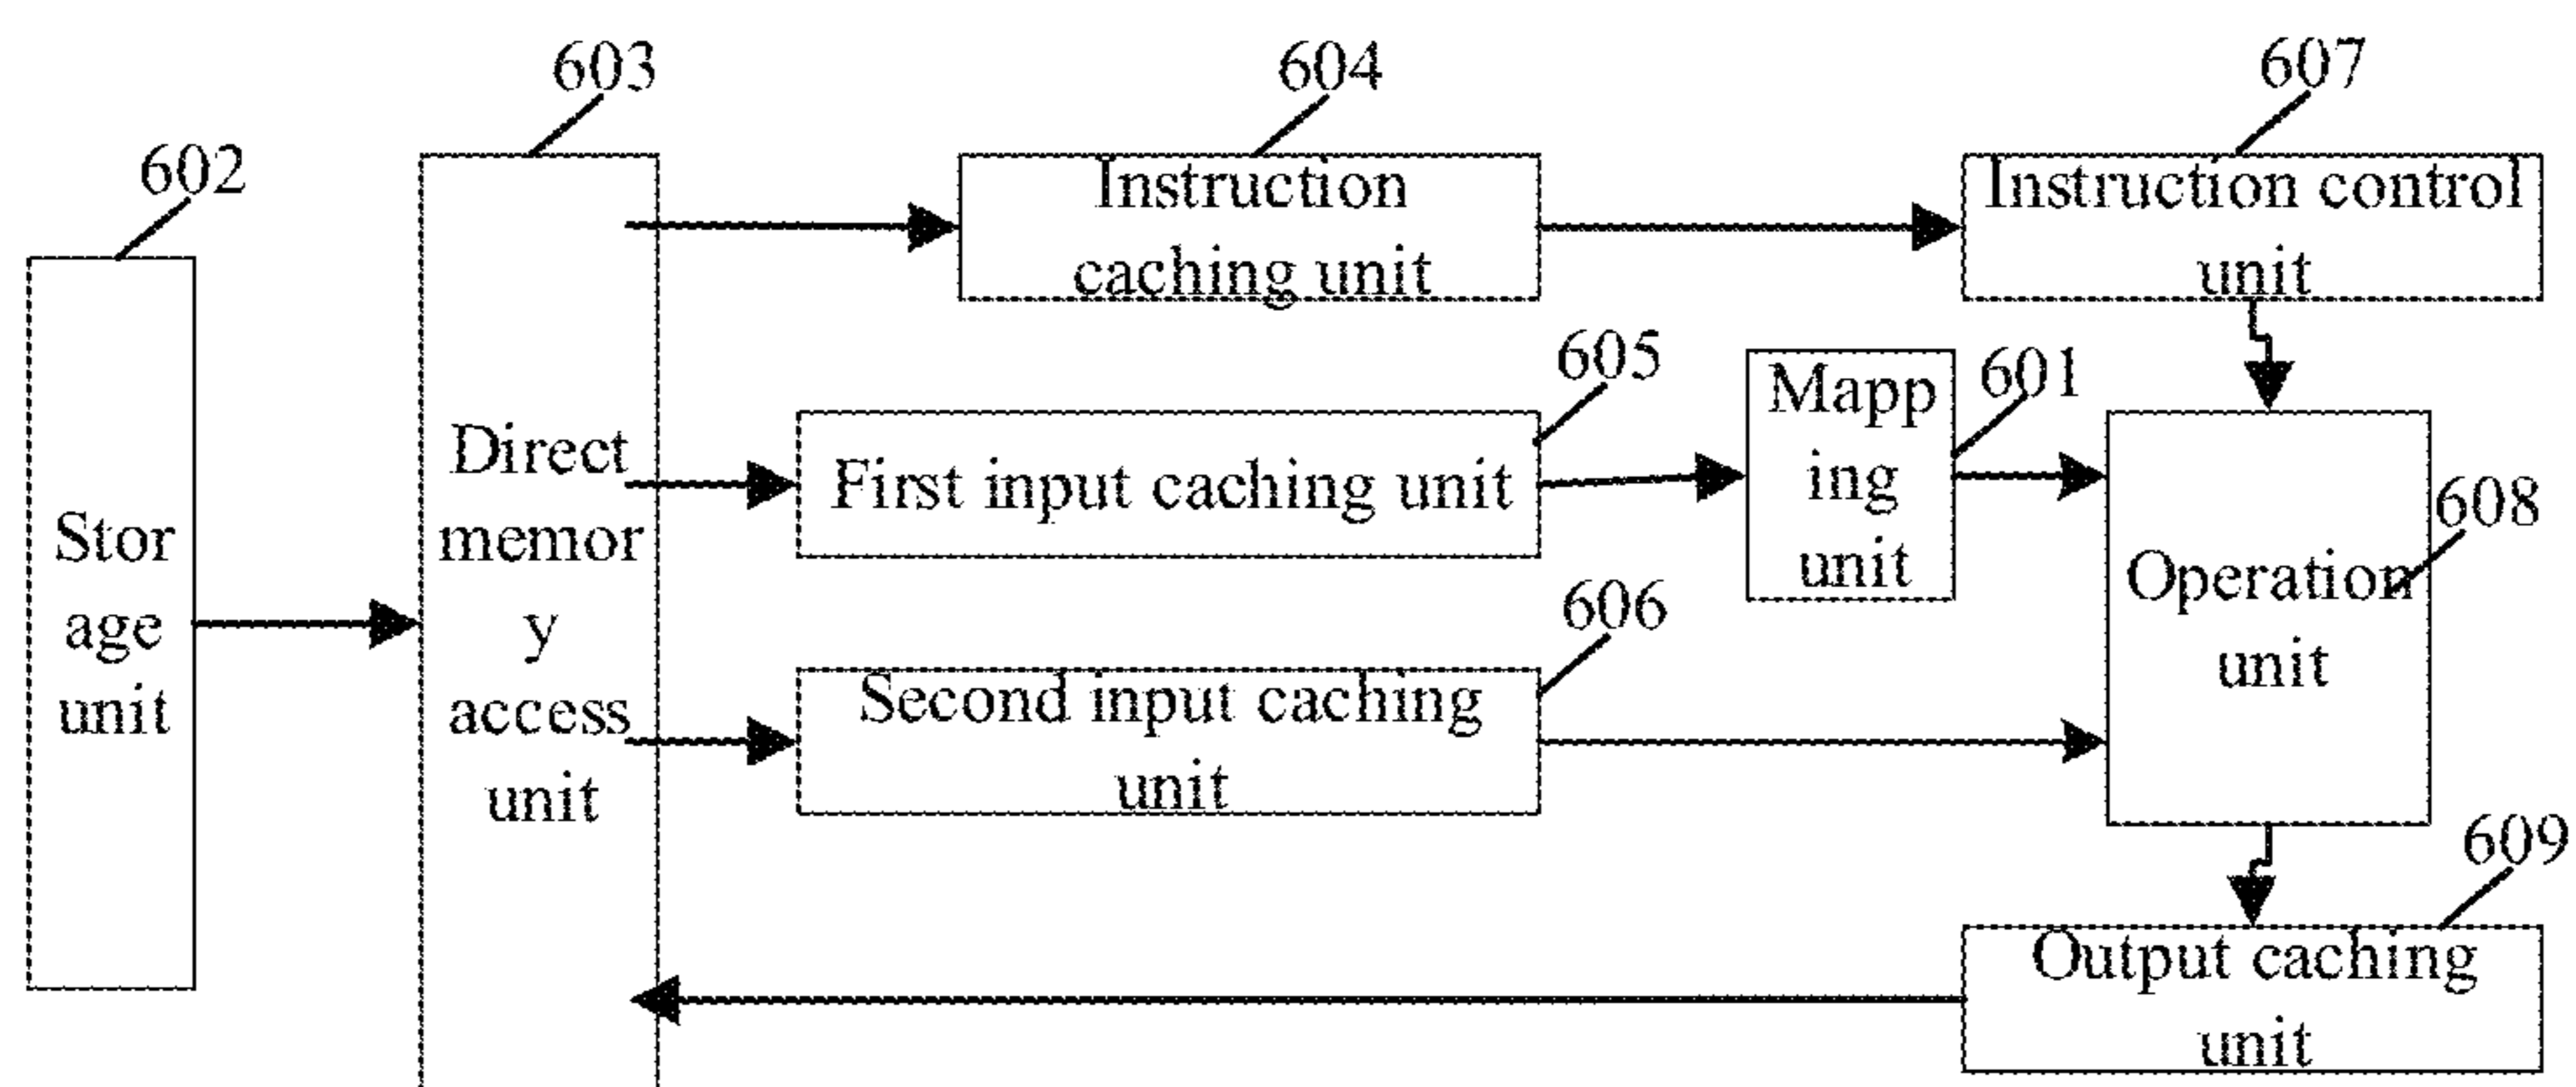 603
604
607
602
Instruction
caching unit
Instruction control
unit
605
Mapp
ing
unit
601
First input caching unit
Direct
memor
y
access
unit
Stor
age
unit
608
Operation
unit
606
Second input caching
unit
609
Output caching
unit